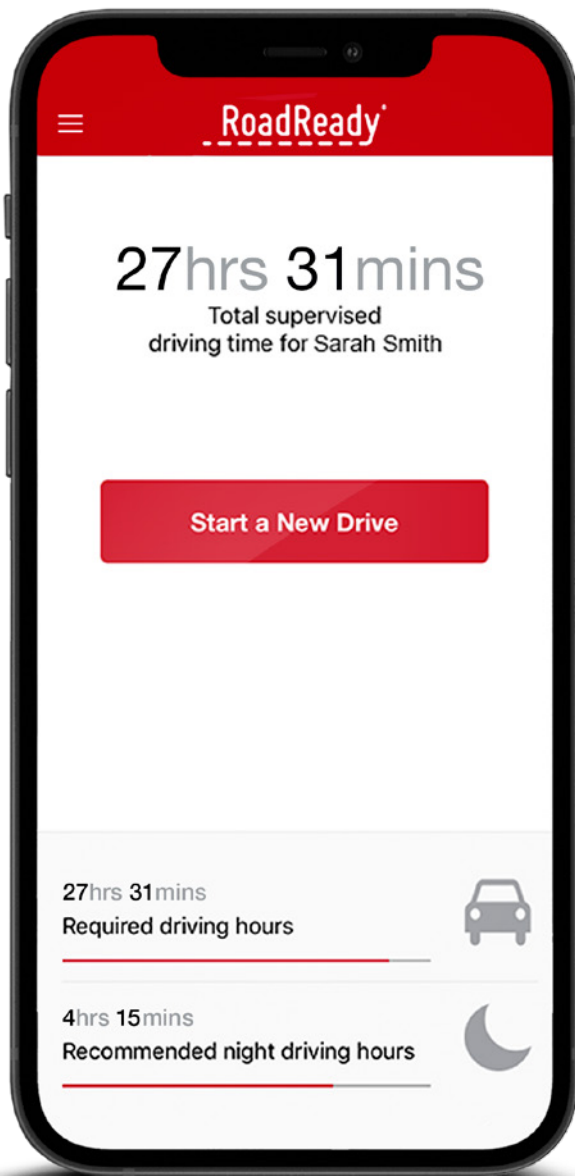 RoadReady®
27hrs 31mins
Total supervised
driving time for Sarah Smith
Start a New Drive
27hrs 31mins
Required driving hours
4hrs 15mins
Recommended night driving hours